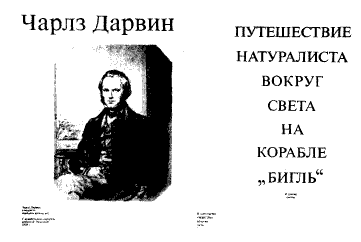 Чарлз Дарвин
ПУТЕШЕСТВИЕ
НАТУРАЛИСТА
ВОКРУГ
СВЕТА
НА
КОРАБЛЕ
„БИГЛЬ“